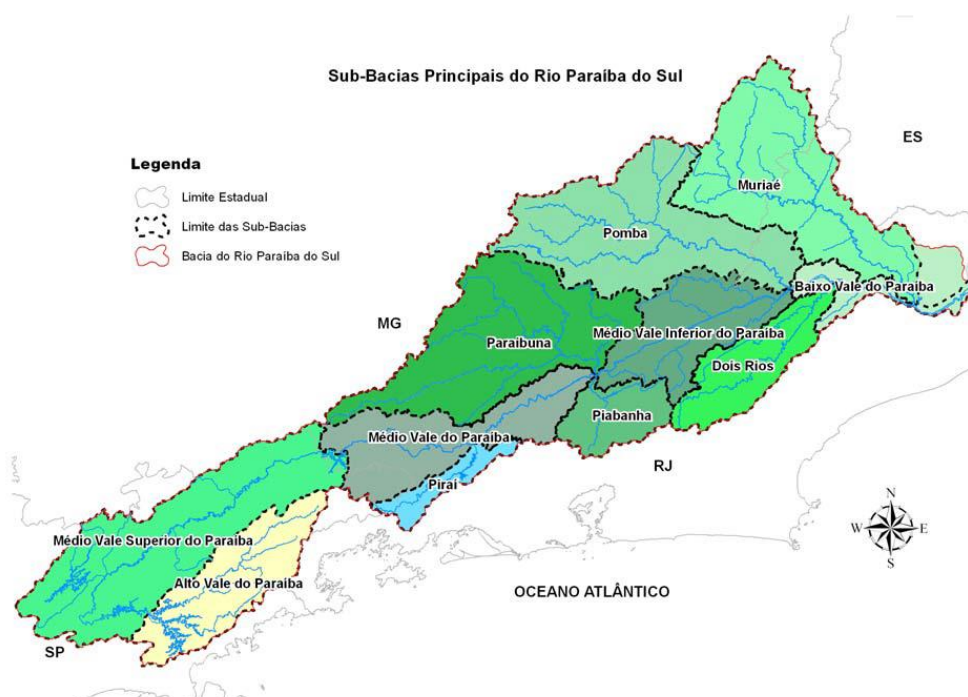 Sub-Bacias Principais do Rio Paraíba do Sul
ES
Legenda
Limite Estadual
Limite das Sub-Bacias
Bacia do Rio Paraíba do Sul
Muriaé
Pomba
Baixo Vale do Paraíba
MG
Médio Vale Inferior do Paraíba
Paraibuna
Dois Rios
Piabanha
Médio Vale do Paraíba
RJ
Piraí
N
W
E
S
Médio Vale Superior do Paraíba
Alto Vale do Paraíba
OCEANO ATLÂNTICO
SP